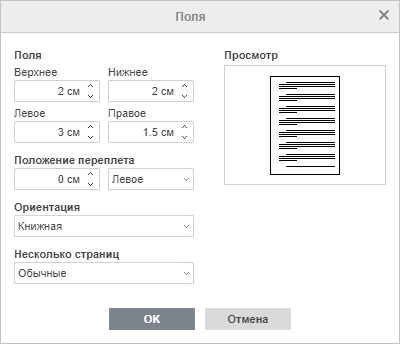 Поля
Поля
Верхнее Нижнее
2 см 2 см
Левое Правое
3 см 1.5 см
Положение переплета
0 см Левое
Ориентация
Книжная
Несколько страниц
Обычные
Просмотр
OK Отмена